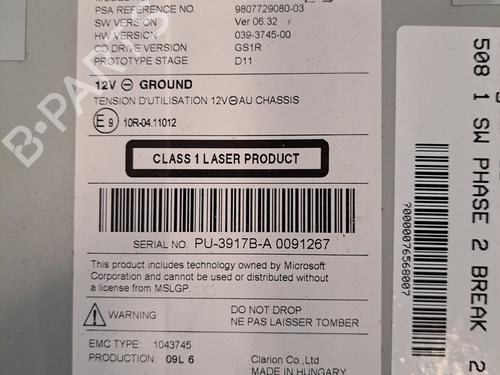 PSA REFERENCE NO. 9807729080-03
SW VERSION Ver 06.32
HW VERSION 039-3745-00
CD DRIVE VERSION GS1R
PROTOTYPE STAGE D11
12V ⊖ GROUND
TENSION D'UTILISATION 12V⊖AU CHASSIS
E9 10R-04.11012
CLASS 1 LASER PRODUCT
SERIAL NO. PU-3917B-A 0091267
This product includes technology owned by Microsoft
Corporation and cannot be used or distributed without
a license from MSLGP.
WARNING DO NOT DROP
NE PAS LAISSER TOMBER
EMC TYPE: 1043745
PRODUCTION: 09L 6
Clarion Co.,Ltd
MADE IN HUNGARY
508 1 SW PHASE 2 BREAK 2
?0000007656800?
B-PARTS